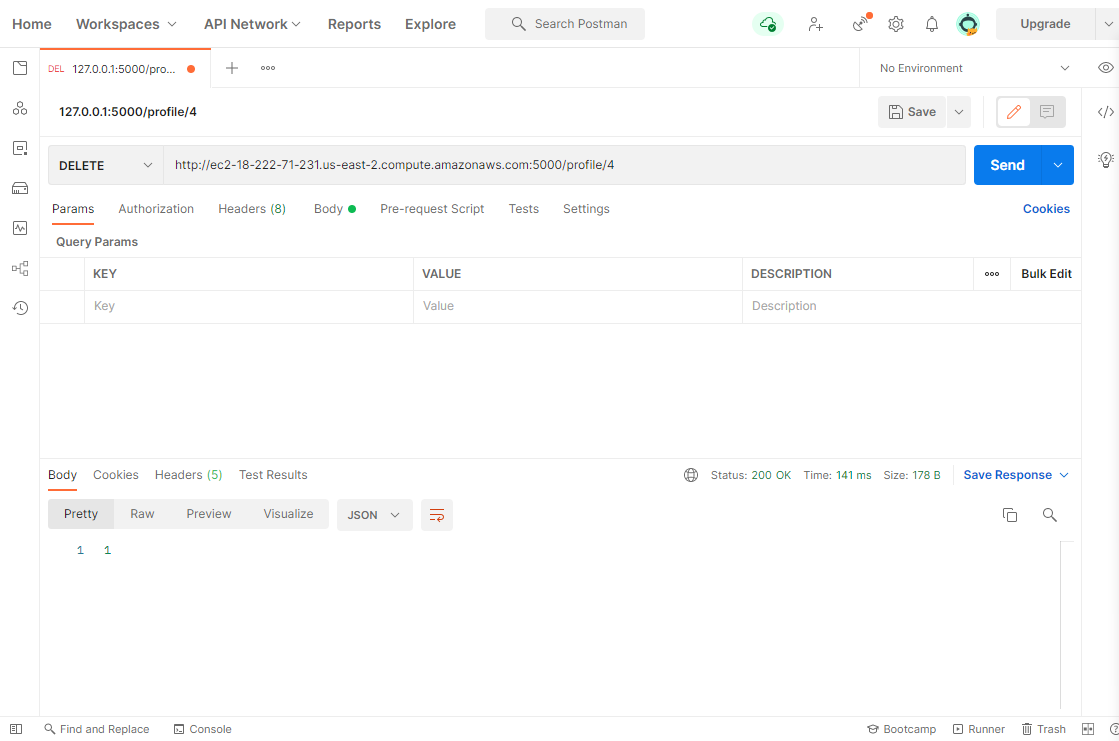 Home Workspaces API Network Reports Explore Search Postman Upgrade
DEL 127.0.0.1:5000/pro... No Environment
127.0.0.1:5000/profile/4 Save
DELETE http://ec2-18-222-71-231.us-east-2.compute.amazonaws.com:5000/profile/4 Send
Params Authorization Headers (8) Body Pre-request Script Tests Settings Cookies
Query Params
KEY VALUE DESCRIPTION Bulk Edit
Key Value Description
Body Cookies Headers (5) Test Results Status: 200 OK Time: 141 ms Size: 178 B Save Response
Pretty Raw Preview Visualize JSON
1 1
Find and Replace Console Bootcamp Runner Trash